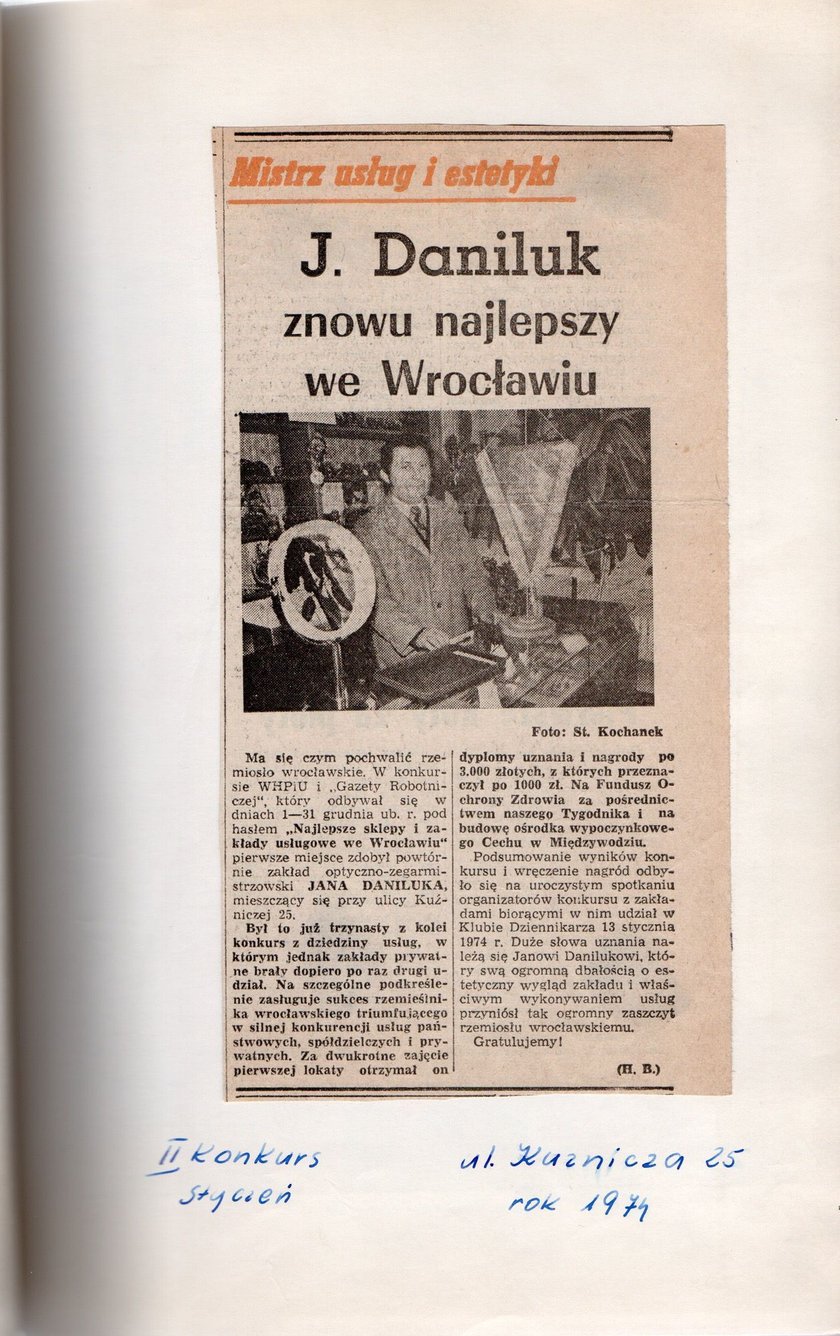 Mistrz usług i estetyki
J. Daniluk
znowu najlepszy
we Wrocławiu
Foto: St. Kochanek
Ma się czym pochwalić rze-
miosło wrocławskie. W konkur-
sie WHPiU i „Gazety Robotni-
czej", który odbywał się w
dniach 1—31 grudnia ub. r. pod
hasłem „Najlepsze sklepy i za-
kłady usługowe we Wrocławiu"
pierwsze miejsce zdobył powtór-
nie zakład optyczno-zegarmi-
strzowski JANA DANILUKA,
mieszczący się przy ulicy Kuź-
niczej 25.
Był to już trzynasty z kolei
konkurs z dziedziny usług, w
którym jednak zakłady prywat-
ne brały dopiero po raz drugi u-
dział. Na szczególne podkreśle-
nie zasługuje sukces rzemieślni-
ka wrocławskiego triumfującego
w silnej konkurencji usług pań-
stwowych, spółdzielczych i pry-
watnych. Za dwukrotne zajęcie
pierwszej lokaty otrzymał on
dyplomy uznania i nagrody po
3.000 złotych, z których przezna-
czył po 1000 zł. Na Fundusz O-
chrony Zdrowia za pośrednic-
twem naszego Tygodnika i na
budowę ośrodka wypoczynkowe-
go Cechu w Międzywodziu.
Podsumowanie wyników kon-
kursu i wręczenie nagród odby-
ło się na uroczystym spotkaniu
organizatorów konkursu z zakła-
dami biorącymi w nim udział w
Klubie Dziennikarza 13 stycznia
1974 r. Duże słowa uznania na-
leżą się Janowi Danilukowi, któ-
ry swą ogromną dbałością o es-
tetyczny wygląd zakładu i właś-
ciwym wykonywaniem usług
przyniósł tak ogromny zaszczyt
rzemiosłu wrocławskiemu.
Gratulujemy!
(H. B.)
II konkurs
styczeń
ul. Kuznicza 25
rok 1974